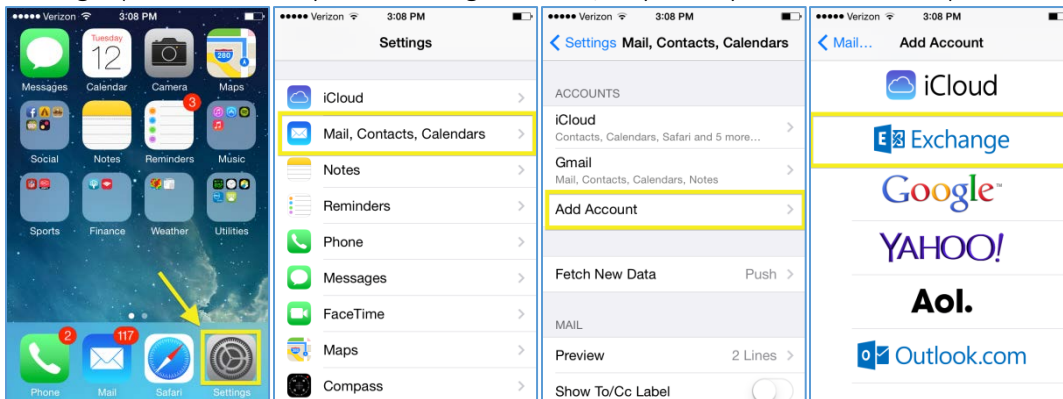 Verizon 3:08 PM
Tuesday
12
280
Messages Calendar Camera Maps
3
Social Notes Reminders Music
Sports Finance Weather Utilities
2
117
Phone Mail Safari Settings
Verizon 3:08 PM
Settings
iCloud
Mail, Contacts, Calendars
Notes
Reminders
Phone
Messages
FaceTime
Maps
Compass
Verizon 3:08 PM
Settings Mail, Contacts, Calendars
ACCOUNTS
iCloud
Contacts, Calendars, Safari and 5 more...
Gmail
Mail, Contacts, Calendars, Notes
Add Account
Fetch New Data Push
MAIL
Preview 2 Lines
Show To/Cc Label
Verizon 3:08 PM
Mail... Add Account
iCloud
Exchange
Google
YAHOO!
Aol.
Outlook.com